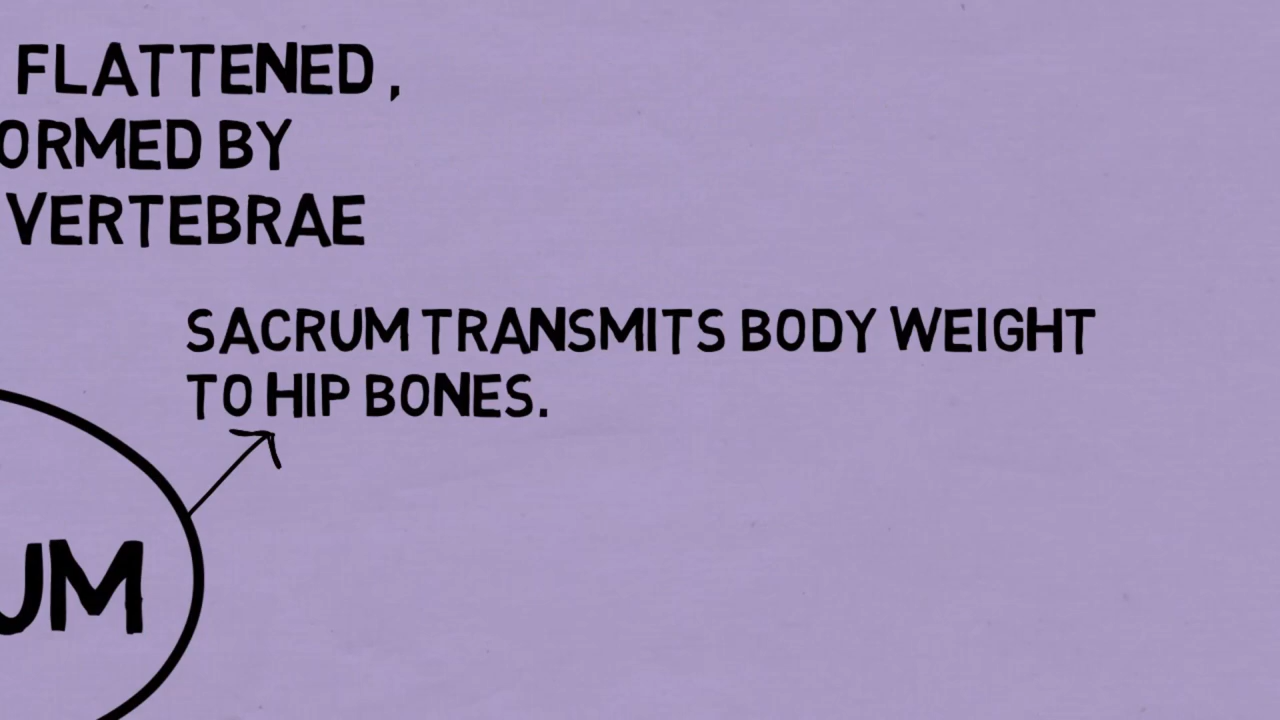 FLATTENED,
ORMED BY
VERTEBRAE
SACRUM TRANSMITS BODY WEIGHT
TO HIP BONES.
UM